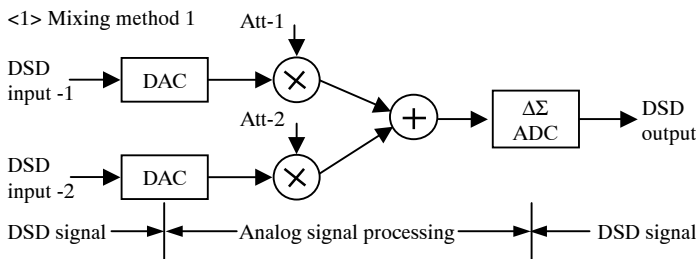 <1> Mixing method 1
Att-1
DSD
input -1
DAC
×
Att-2
+
ΔΣ
ADC
DSD
output
DSD
input -2
DAC
×
DSD signal
Analog signal processing
DSD signal